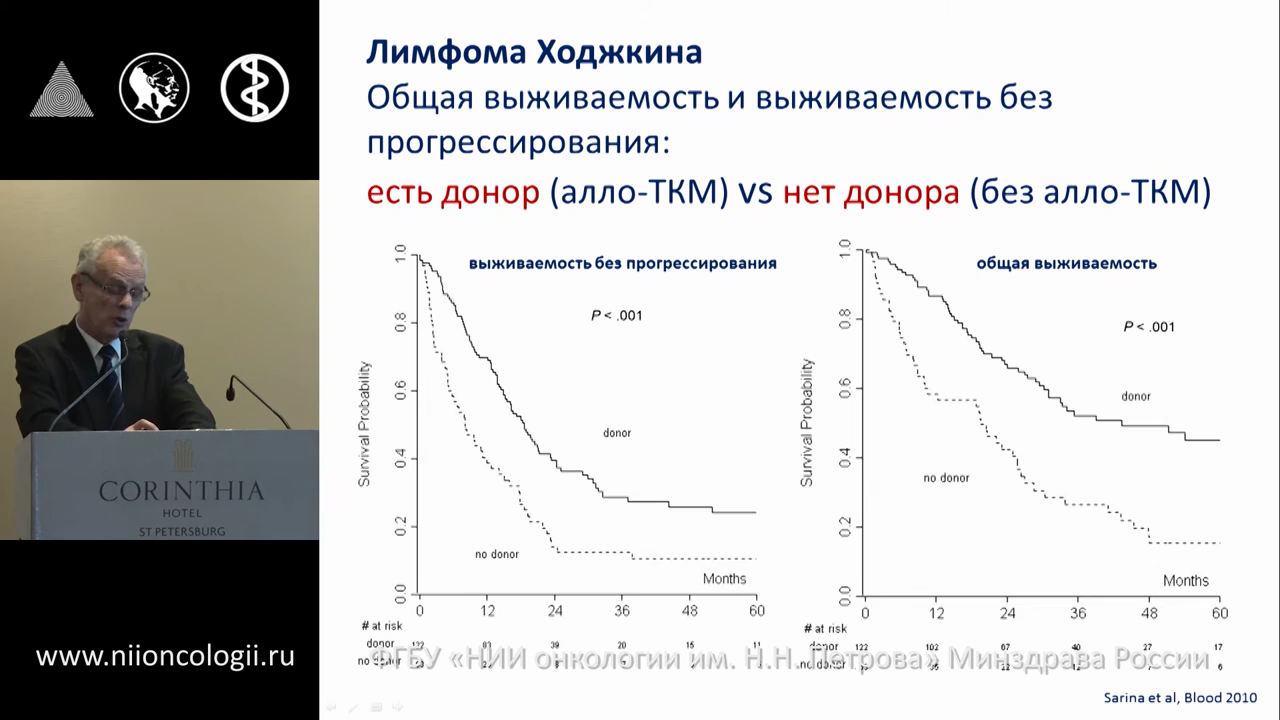 Лимфома Ходжкина
Общая выживаемость и выживаемость без
прогрессирования:
есть донор (алло-ТКМ) vs нет донора (без алло-ТКМ)
выживаемость без прогрессирования
P < .001
Survival Probability
1.0
0.8
0.6
0.4
0.2
0.0
donor
no donor
Months
0 12 24 36 48 60
# at risk
donor 39 20 15 11
no donor
общая выживаемость
P < .001
Survival Probability
1.0
0.8
0.6
0.4
0.2
0.0
donor
no donor
Months
0 12 24 36 48 60
# at risk
donor 122 102 67 40 27 17
no donor 6
ФГБУ «НИИ онкологии им. Н.Н. Петрова» Минздрава России
Sarina et al, Blood 2010
CORINTHIA
HOTEL
ST PETERSBURG
www.niioncologii.ru